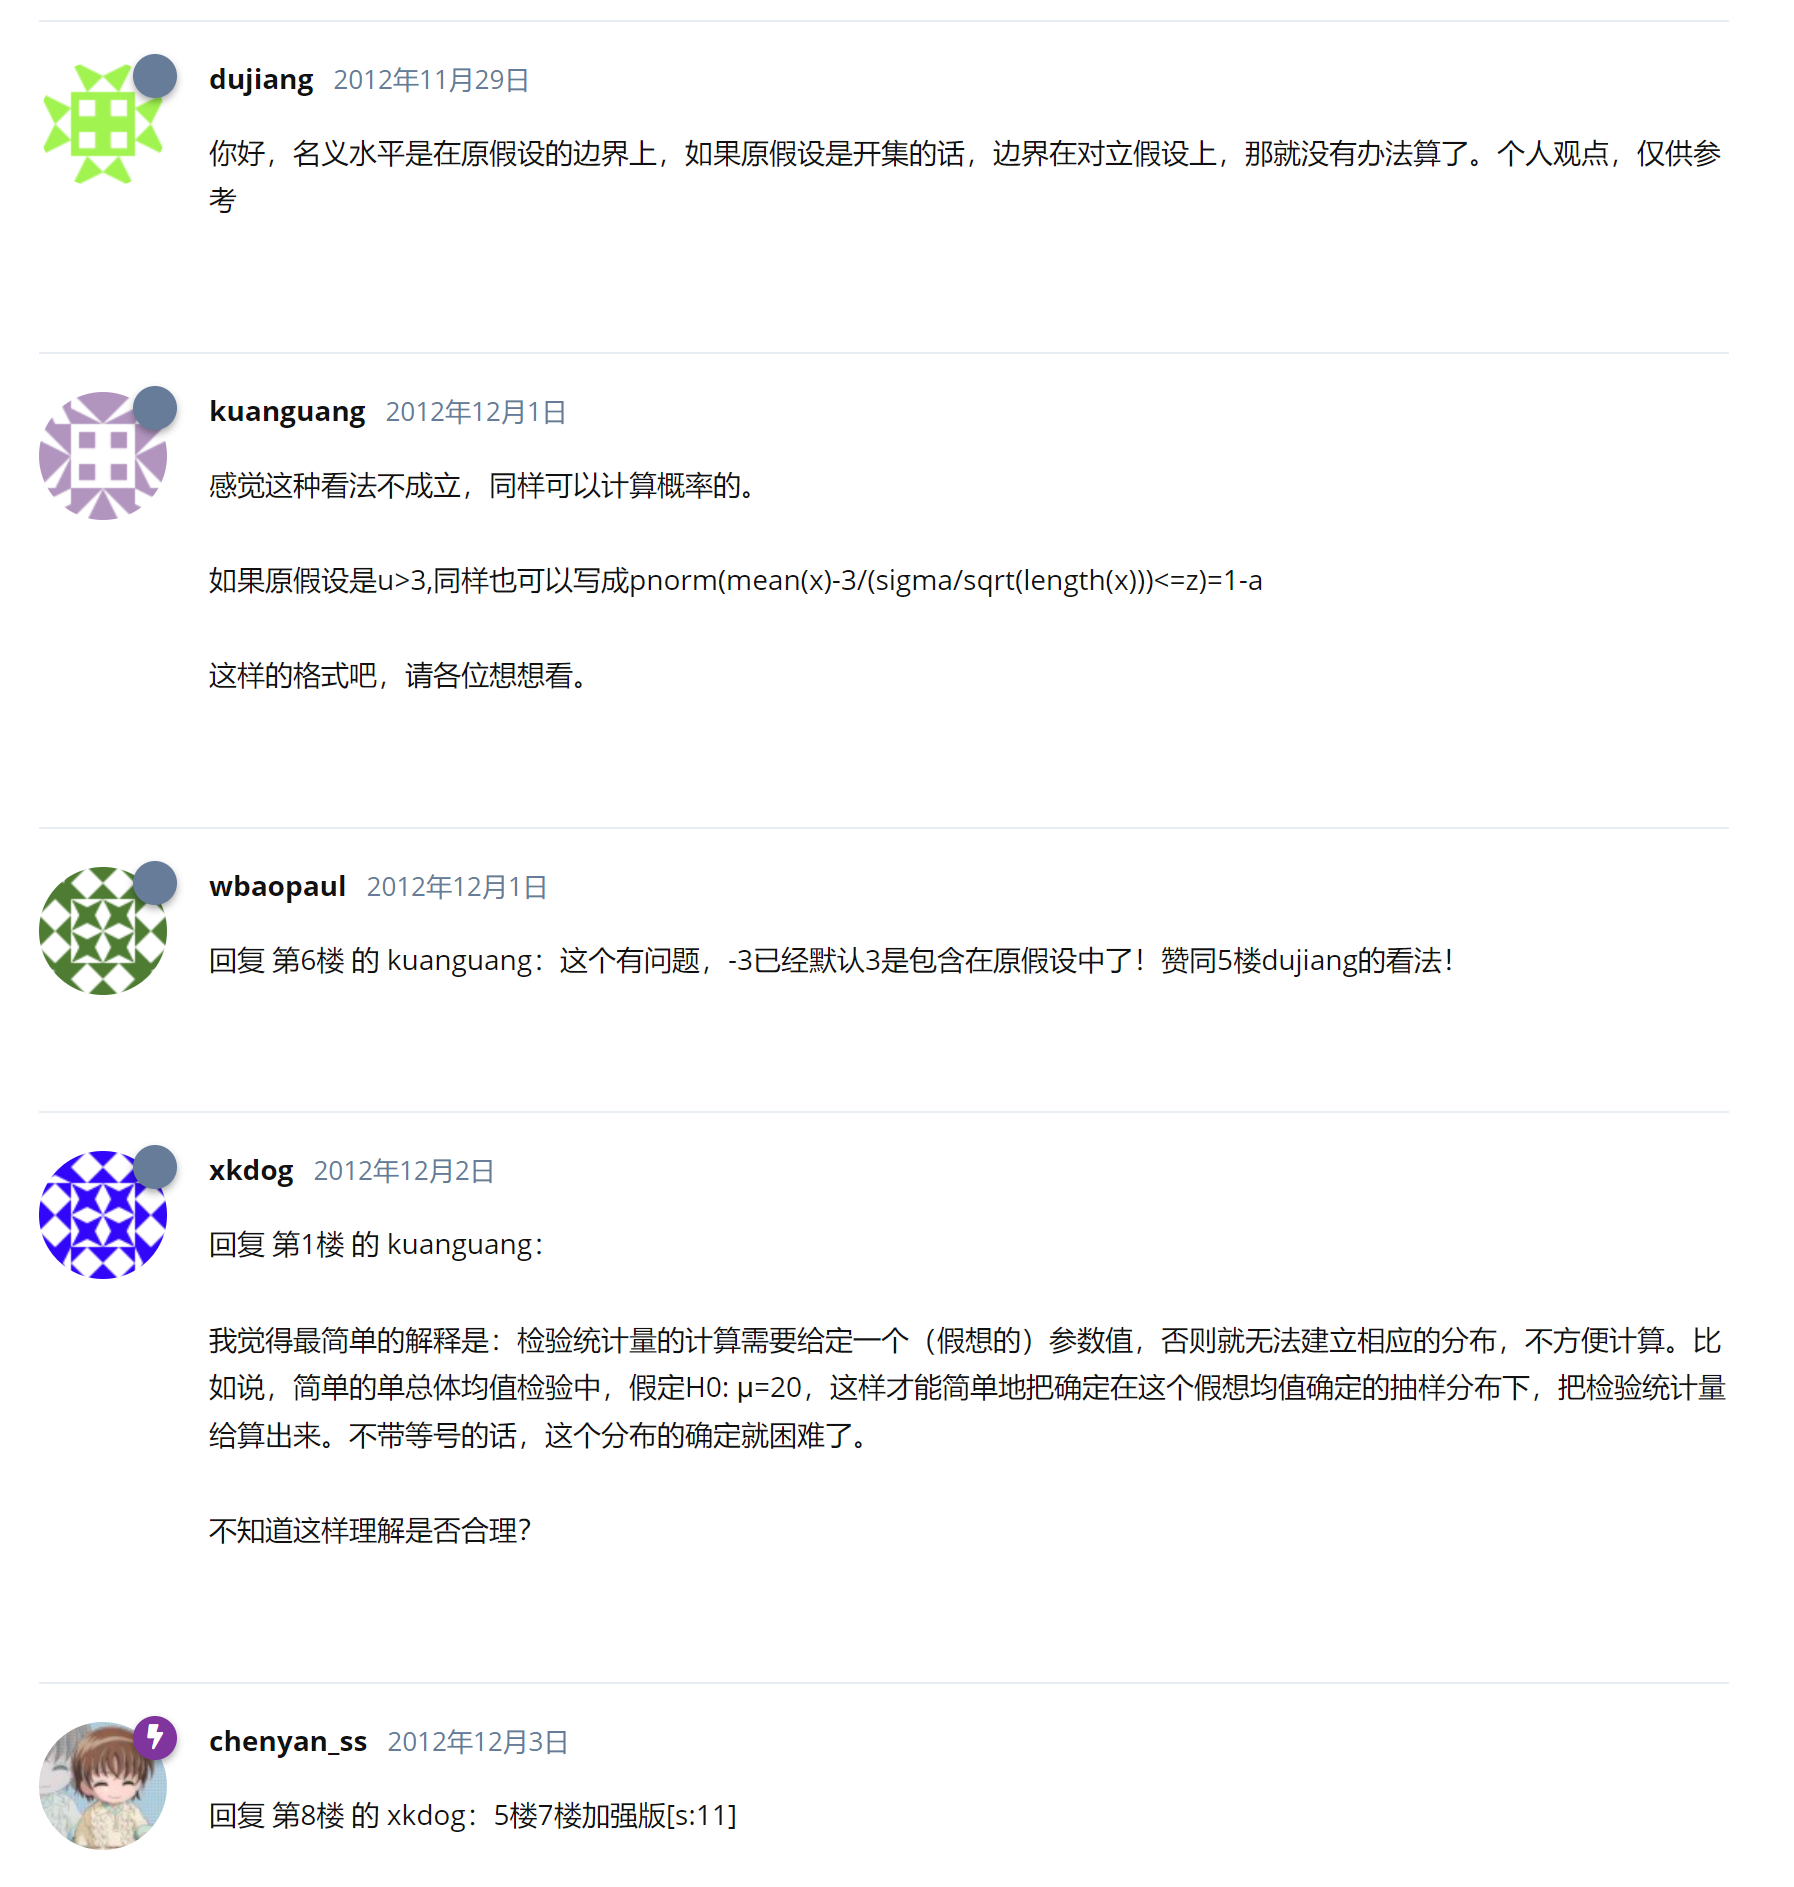 dujiang 2012年11月29日
你好，名义水平是在原假设的边界上，如果原假设是开集的话，边界在对立假设上，那就没有办法算了。个人观点，仅供参
考
kuanguang 2012年12月1日
感觉这种看法不成立，同样可以计算概率的。
如果原假设是u>3,同样也可以写成pnorm(mean(x)-3/(sigma/sqrt(length(x)))<=z)=1-a
这样的格式吧，请各位想想看。
wbaopaul 2012年12月1日
回复 第6楼 的 kuanguang：这个有问题，-3已经默认3是包含在原假设中了！赞同5楼dujiang的看法！
xkdog 2012年12月2日
回复 第1楼 的 kuanguang：
我觉得最简单的解释是：检验统计量的计算需要给定一个（假想的）参数值，否则就无法建立相应的分布，不方便计算。比
如说，简单的单总体均值检验中，假定H0: μ=20，这样才能简单地把确定在这个假想均值确定的抽样分布下，把检验统计量
给算出来。不带等号的话，这个分布的确定就困难了。
不知道这样理解是否合理？
chenyan_ss 2012年12月3日
回复 第8楼 的 xkdog：5楼7楼加强版[s:11]